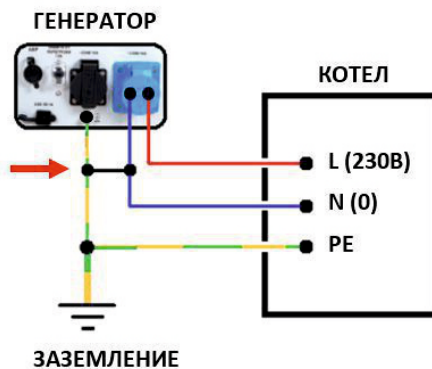 ГЕНЕРАТОР
КОТЕЛ
L (230В)
N (0)
PE
ЗАЗЕМЛЕНИЕ